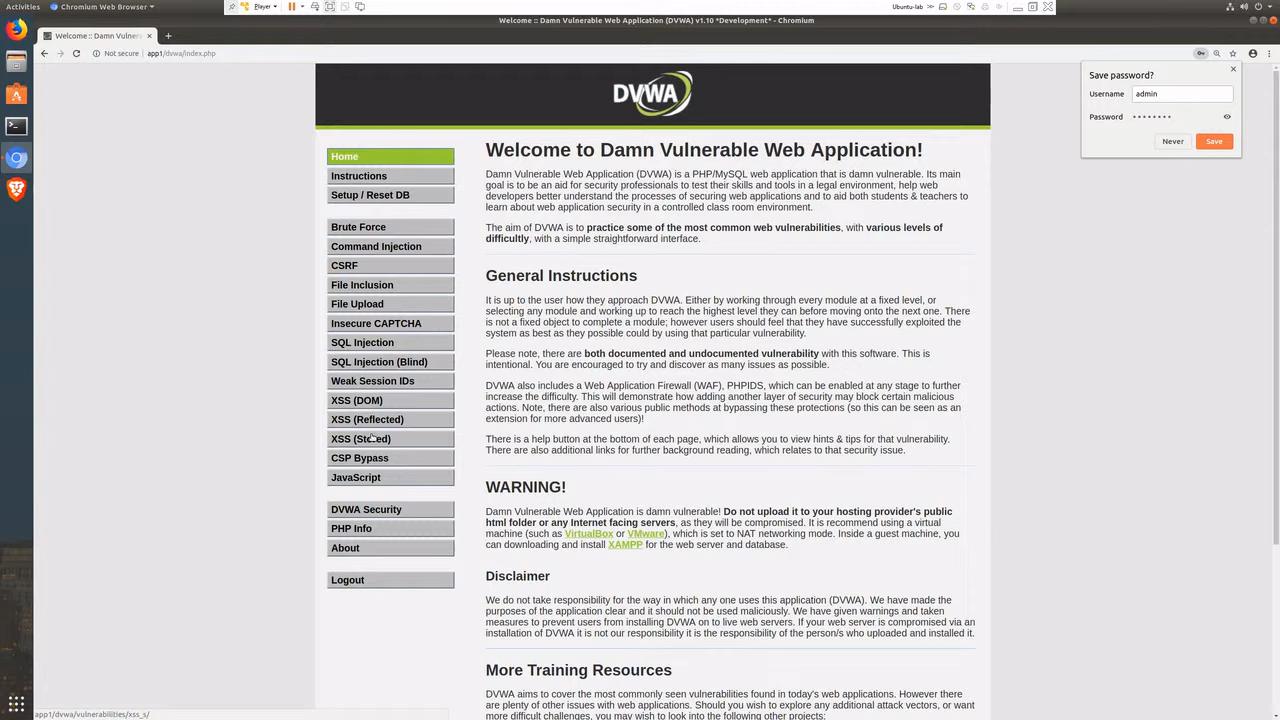 Activities
Chromium Web Browser
Player
Ubuntu-lab
Welcome :: Damn Vulnerable Web Application (DVWA) v1.10 *Development* - Chromium
Welcome :: Damn Vulner
Not secure
app1/dvwa/index.php
Save password?
Username
admin
Password
Never
Save
DVWA
Home
Instructions
Setup / Reset DB
Brute Force
Command Injection
CSRF
File Inclusion
File Upload
Insecure CAPTCHA
SQL Injection
SQL Injection (Blind)
Weak Session IDs
XSS (DOM)
XSS (Reflected)
XSS (Stored)
CSP Bypass
JavaScript
DVWA Security
PHP Info
About
Logout
Welcome to Damn Vulnerable Web Application!
Damn Vulnerable Web Application (DVWA) is a PHP/MySQL web application that is damn vulnerable. Its main
goal is to be an aid for security professionals to test their skills and tools in a legal environment, help web
developers better understand the processes of securing web applications and to aid both students & teachers to
learn about web application security in a controlled class room environment.
The aim of DVWA is to practice some of the most common web vulnerabilities, with various levels of
difficultly, with a simple straightforward interface.
General Instructions
It is up to the user how they approach DVWA. Either by working through every module at a fixed level, or
selecting any module and working up to reach the highest level they can before moving onto the next one. There
is not a fixed object to complete a module; however users should feel that they have successfully exploited the
system as best as they possible could by using that particular vulnerability.
Please note, there are both documented and undocumented vulnerability with this software. This is
intentional. You are encouraged to try and discover as many issues as possible.
DVWA also includes a Web Application Firewall (WAF), PHPIDS, which can be enabled at any stage to further
increase the difficulty. This will demonstrate how adding another layer of security may block certain malicious
actions. Note, there are also various public methods at bypassing these protections (so this can be seen as an
extension for more advanced users)!
There is a help button at the bottom of each page, which allows you to view hints & tips for that vulnerability.
There are also additional links for further background reading, which relates to that security issue.
WARNING!
Damn Vulnerable Web Application is damn vulnerable! Do not upload it to your hosting provider's public
html folder or any Internet facing servers, as they will be compromised. It is recommend using a virtual
machine (such as VirtualBox or VMware), which is set to NAT networking mode. Inside a guest machine, you
can downloading and install XAMPP for the web server and database.
Disclaimer
We do not take responsibility for the way in which any one uses this application (DVWA). We have made the
purposes of the application clear and it should not be used maliciously. We have given warnings and taken
measures to prevent users from installing DVWA on to live web servers. If your web server is compromised via an
installation of DVWA it is not our responsibility it is the responsibility of the person/s who uploaded and installed it.
More Training Resources
DVWA aims to cover the most commonly seen vulnerabilities found in today's web applications. However there
are plenty of other issues with web applications. Should you wish to explore any additional attack vectors, or want
more difficult challenges, you may wish to look into the following other projects:
app1/dvwa/vulnerabilities/xss_s/